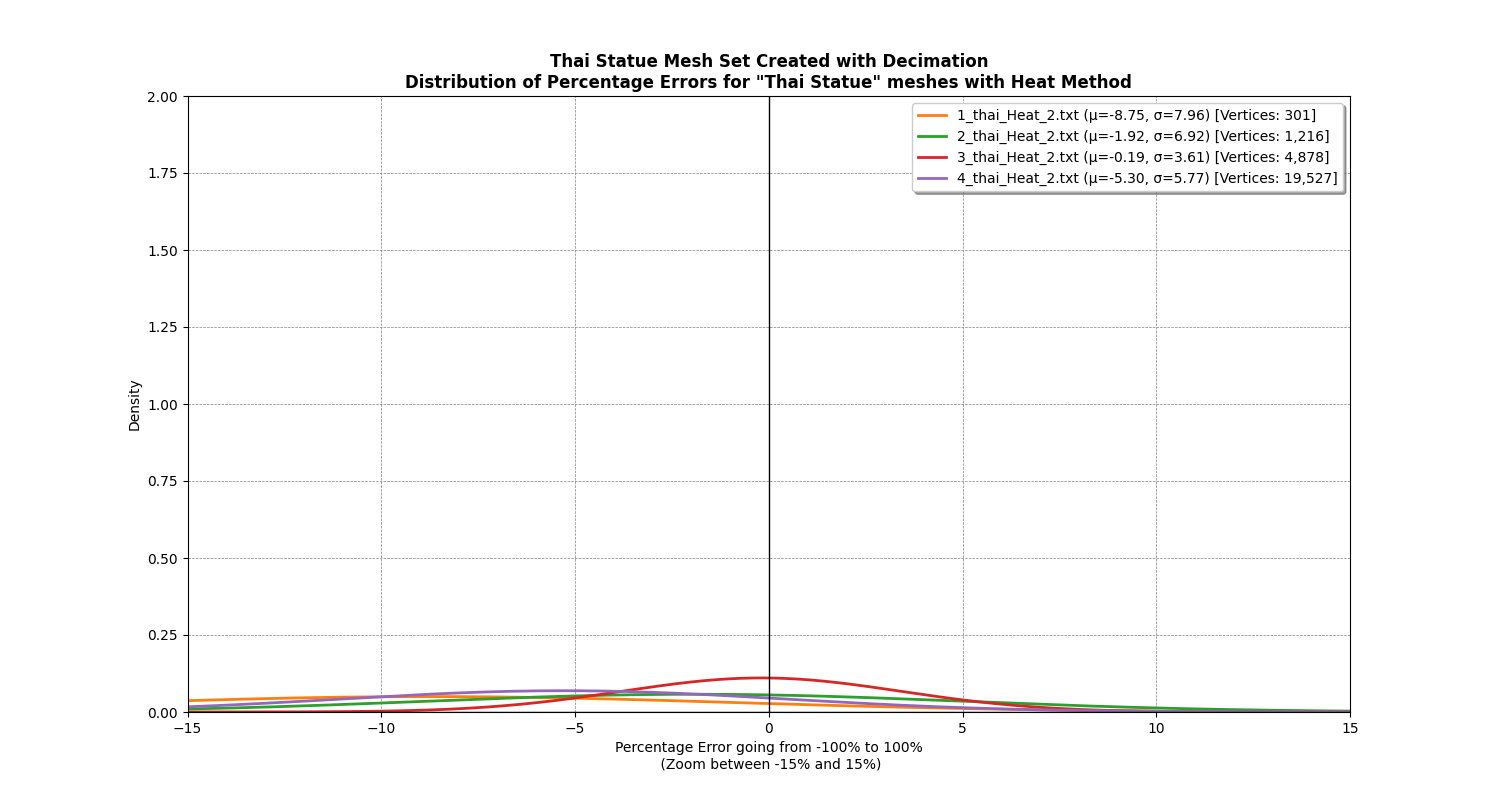 Thai Statue Mesh Set Created with Decimation
Distribution of Percentage Errors for "Thai Statue" meshes with Heat Method
1_thai_Heat_2.txt (μ=-8.75, σ=7.96) [Vertices: 301]
2_thai_Heat_2.txt (μ=-1.92, σ=6.92) [Vertices: 1,216]
3_thai_Heat_2.txt (μ=-0.19, σ=3.61) [Vertices: 4,878]
4_thai_Heat_2.txt (μ=-5.30, σ=5.77) [Vertices: 19,527]
Density
2.00
1.75
1.50
1.25
1.00
0.75
0.50
0.25
0.00
−15
−10
−5
0
5
10
15
Percentage Error going from -100% to 100%
(Zoom between -15% and 15%)